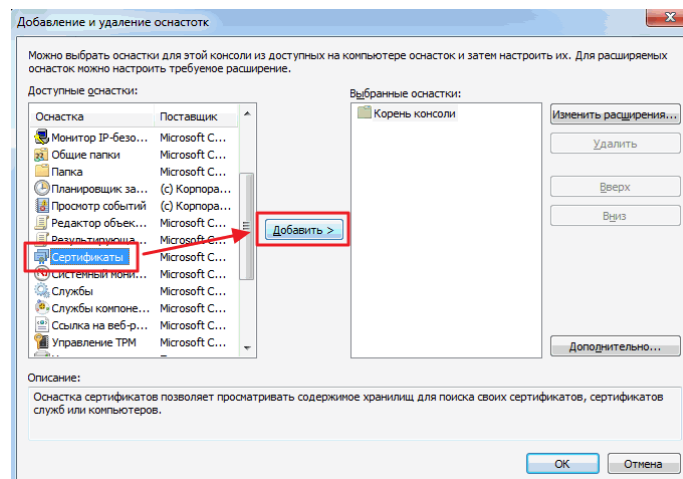 Добавление и удаление оснастотк
Можно выбрать оснастки для этой консоли из доступных на компьютере оснасток и затем настроить их. Для расширяемых
оснасток можно настроить требуемое расширение.
Доступные оснастки:
Выбранные оснастки:
Оснастка Поставщик
Монитор IP-безо... Microsoft C...
Общие папки Microsoft C...
Папка Microsoft C...
Планировщик за... (c) Корпора...
Просмотр событий (c) Корпора...
Редактор объек... Microsoft C...
Результирующа... Microsoft C...
Сертификаты Microsoft C...
Системный мони... Microsoft C...
Службы Microsoft C...
Службы компоне... Microsoft C...
Ссылка на веб-р... Microsoft C...
Управление TPM Microsoft C...
Добавить >
Корень консоли
Изменить расширения...
Удалить
Вверх
Вниз
Дополнительно...
Описание:
Оснастка сертификатов позволяет просматривать содержимое хранилищ для поиска своих сертификатов, сертификатов
служб или компьютеров.
ОК Отмена